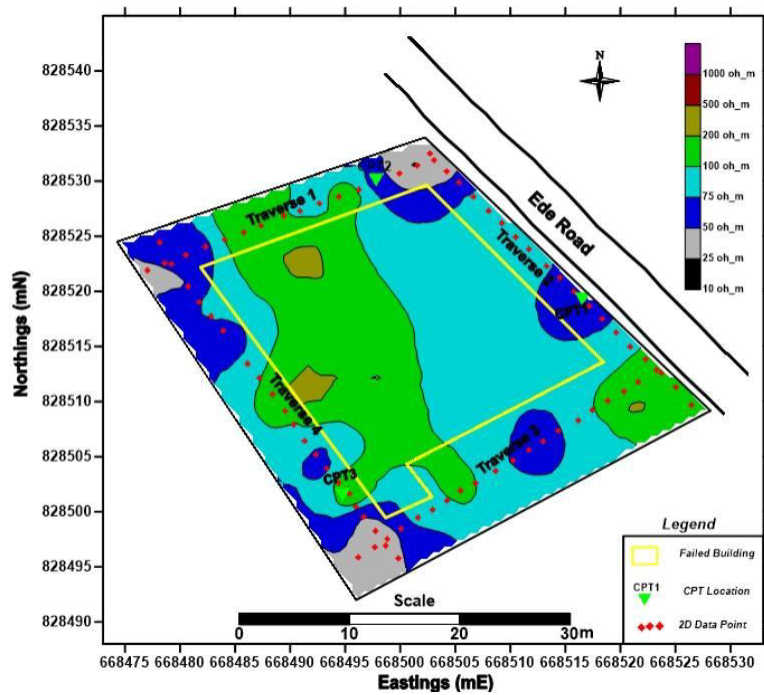 828540
828535
828530
828525
828520
828515
828510
828505
828500
828495
828490
Northings (mN)
N
1000 oh_m
500 oh_m
200 oh_m
100 oh_m
75 oh_m
50 oh_m
25 oh_m
10 oh_m
Ede Road
CPT2
Traverse 1
Traverse 2
CPT1
Traverse 4
Traverse 3
CPT3
Legend
Failed Building
CPT1 CPT Location
2D Data Point
Scale
0 10 20 30m
668475 668480 668485 668490 668495 668500 668505 668510 668515 668520 668525 668530
Eastings (mE)